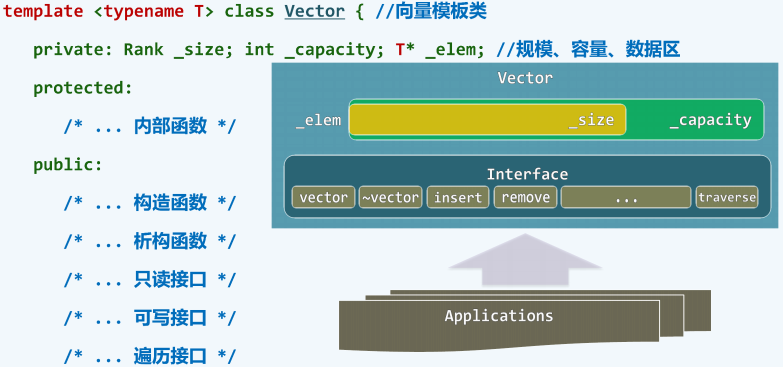 template <typename T> class Vector { //向量模板类
private: Rank _size; int _capacity; T* _elem; //规模、容量、数据区
protected:
/* ... 内部函数 */
public:
/* ... 构造函数 */
/* ... 折构函数 */
/* ... 只读接口 */
/* ... 可写接口 */
/* ... 遍历接口 */
Vector
_elem _size _capacity
Interface
vector ~vector insert remove ... traverse
Applications